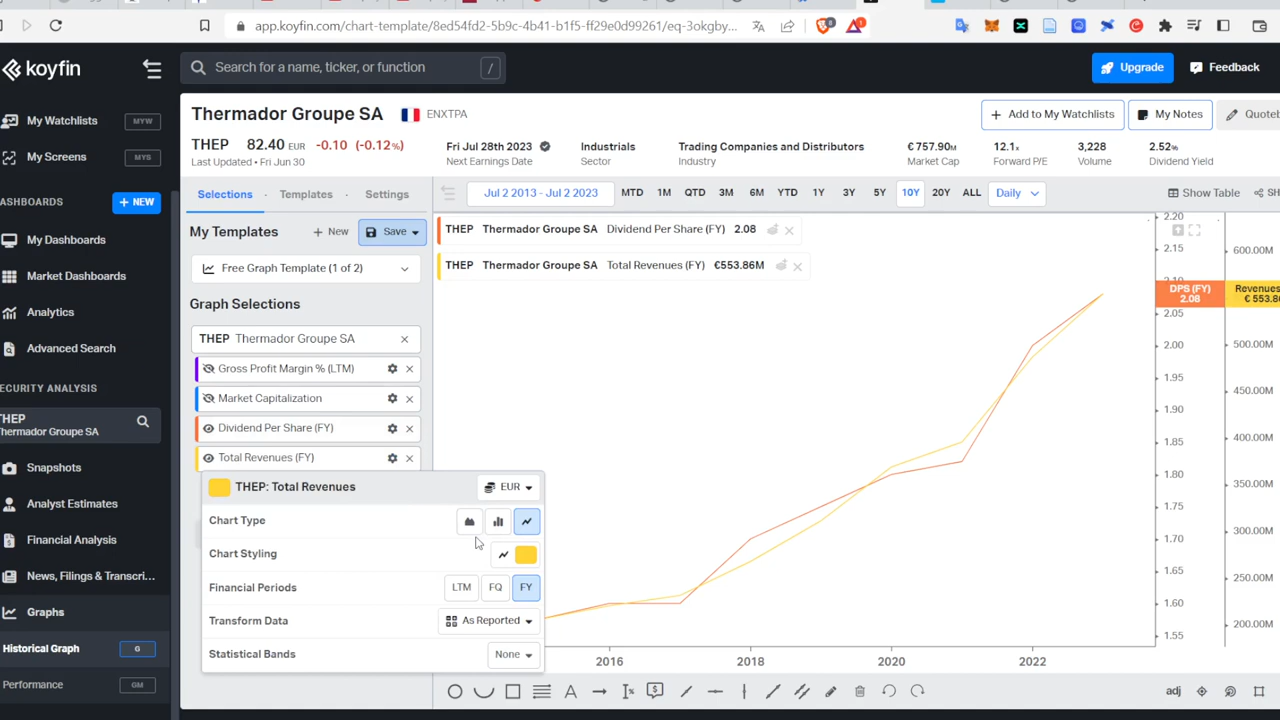 app.koyfin.com/chart-template/8ed54fd2-5b9c-4b41-b1f5-ff29e0d99261/eq-3okgby...
koyfin
Search for a name, ticker, or function /
Upgrade
Feedback
My Watchlists MYW
My Screens MYS
ASHBOARDS + NEW
My Dashboards
Market Dashboards
Analytics
Advanced Search
ECURITY ANALYSIS
THEP
Thermador Groupe SA
Snapshots
Analyst Estimates
Financial Analysis
News, Filings & Transcri...
Graphs
Historical Graph G
Performance GM
Thermador Groupe SA ENXTPA
+ Add to My Watchlists
My Notes
Quoteb
THEP 82.40 EUR -0.10 (-0.12%)
Last Updated • Fri Jun 30
Fri Jul 28th 2023
Next Earnings Date
Industrials
Sector
Trading Companies and Distributors
Industry
€ 757.90M
Market Cap
12.1x
Forward P/E
3,228
Volume
2.52%
Dividend Yield
Selections · Templates · Settings
My Templates + New Save
Free Graph Template (1 of 2)
Graph Selections
THEP Thermador Groupe SA
Gross Profit Margin % (LTM)
Market Capitalization
Dividend Per Share (FY)
Total Revenues (FY)
THEP: Total Revenues EUR
Chart Type
Chart Styling
Financial Periods LTM FQ FY
Transform Data As Reported
Statistical Bands None
Jul 2 2013 - Jul 2 2023 MTD 1M QTD 3M 6M YTD 1Y 3Y 5Y 10Y 20Y ALL Daily
Show Table SH
THEP Thermador Groupe SA Dividend Per Share (FY) 2.08
THEP Thermador Groupe SA Total Revenues (FY) €553.86M
2.20
2.15
2.10
2.05
2.00
1.95
1.90
1.85
1.80
1.75
1.70
1.65
1.60
1.55
DPS (FY)
2.08
Revenues
€ 553.86
600.00M
500.00M
450.00M
400.00M
350.00M
300.00M
250.00M
200.00M
2016 2018 2020 2022
adj